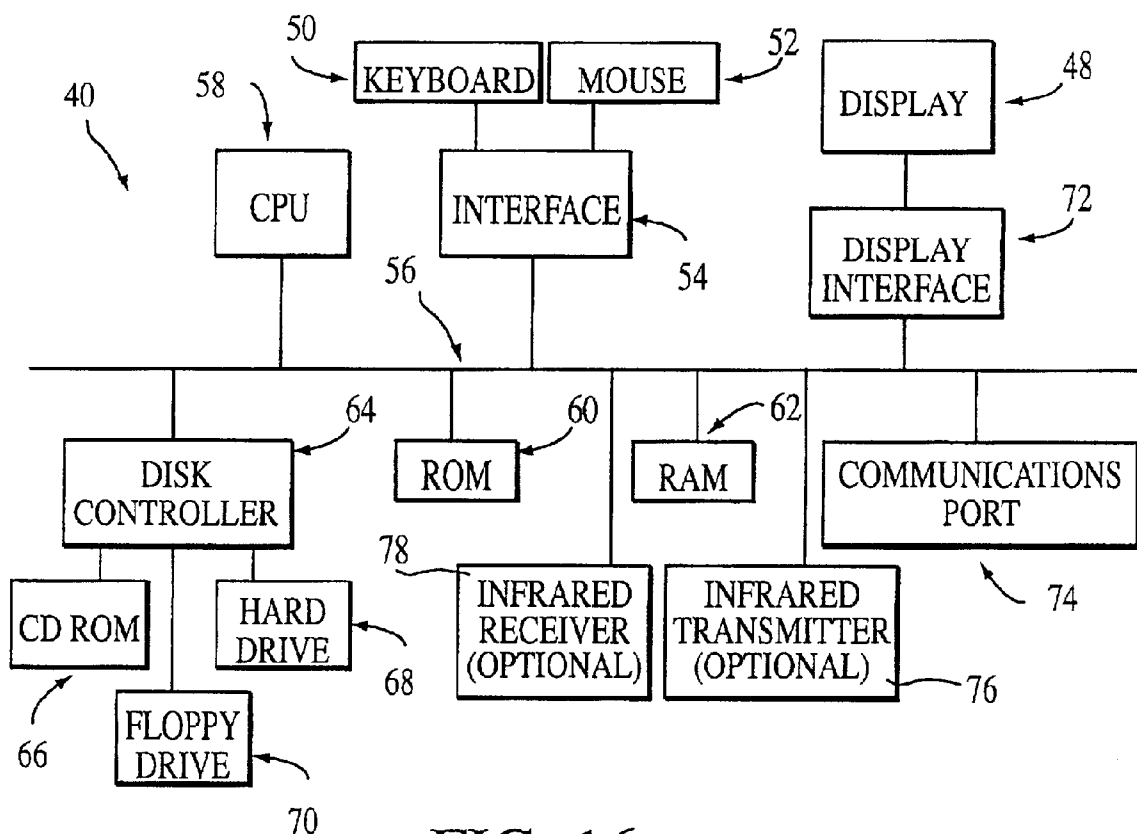 50
KEYBOARD
MOUSE
52
58
40
CPU
INTERFACE
54
DISPLAY
48
DISPLAY
INTERFACE
72
56
64
DISK
CONTROLLER
60
ROM
62
RAM
COMMUNICATIONS
PORT
74
CD ROM
66
HARD
DRIVE
68
FLOPPY
DRIVE
70
78
INFRARED
RECEIVER
(OPTIONAL)
INFRARED
TRANSMITTER
(OPTIONAL)
76